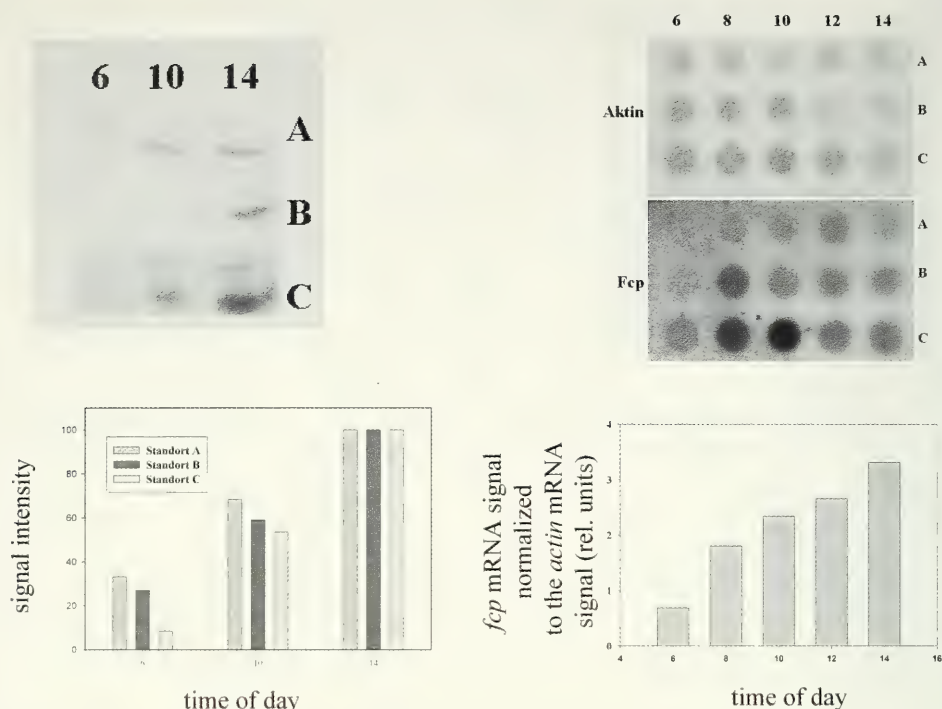 6 10 14
A
B
C
6 8 10 12 14
Aktin
A
B
C
Fcp
A
B
C
signal intensity
100
80
60
40
20
0
Standort A
Standort B
Standort C
6 10 14
time of day
fcp mRNA signal
normalized
to the actin mRNA
signal (rel. units)
4
3
2
1
0
4 6 8 10 12 14 16
time of day